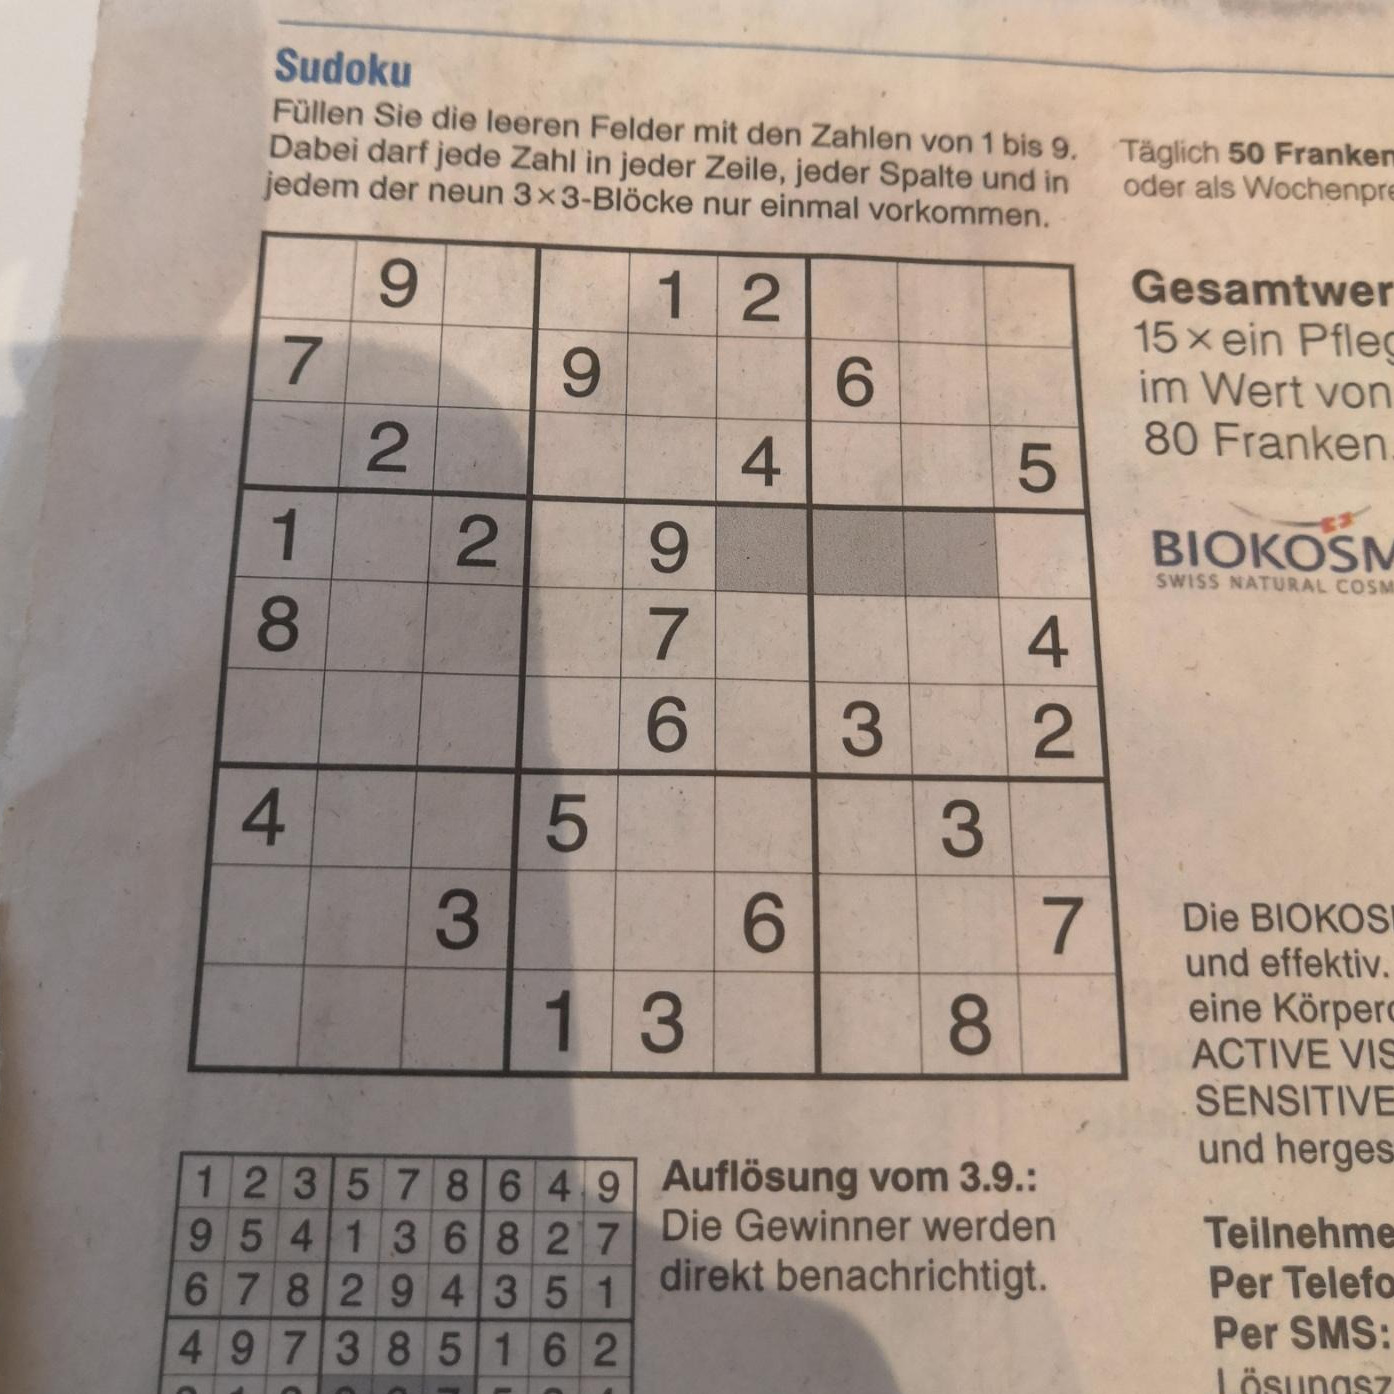 Sudoku
Füllen Sie die leeren Felder mit den Zahlen von 1 bis 9.
Dabei darf jede Zahl in jeder Zeile, jeder Spalte und in
jedem der neun 3×3-Blöcke nur einmal vorkommen.
Täglich 50 Franken
oder als Wochenpre
9 1 2
7 9 6
2 4 5
1 2 9
8 7 4
6 3 2
4 5 3
3 6 7
1 3 8
Gesamtwer
15 × ein Pfleg
im Wert von
80 Franken.
BIOKOSM
SWISS NATURAL COSM
Die BIOKOS
und effektiv.
eine Körperc
ACTIVE VIS
SENSITIVE
und herges
Teilnehme
Per Telefo
Per SMS:
Lösungsz
1 2 3 5 7 8 6 4 9
9 5 4 1 3 6 8 2 7
6 7 8 2 9 4 3 5 1
4 9 7 3 8 5 1 6 2
Auflösung vom 3.9.:
Die Gewinner werden
direkt benachrichtigt.